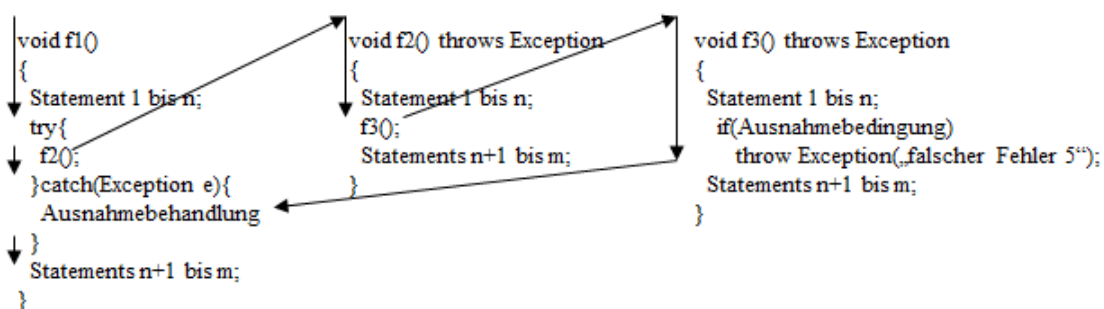 void f1()
{
Statement 1 bis n;
try{
f2();
}catch(Exception e){
Ausnahmebehandlung
}
Statements n+1 bis m;
}
void f2() throws Exception
{
Statement 1 bis n;
f3();
Statements n+1 bis m;
}
void f3() throws Exception
{
Statement 1 bis n;
if(Ausnahmebedingung)
throw Exception(„falscher Fehler 5“);
Statements n+1 bis m;
}